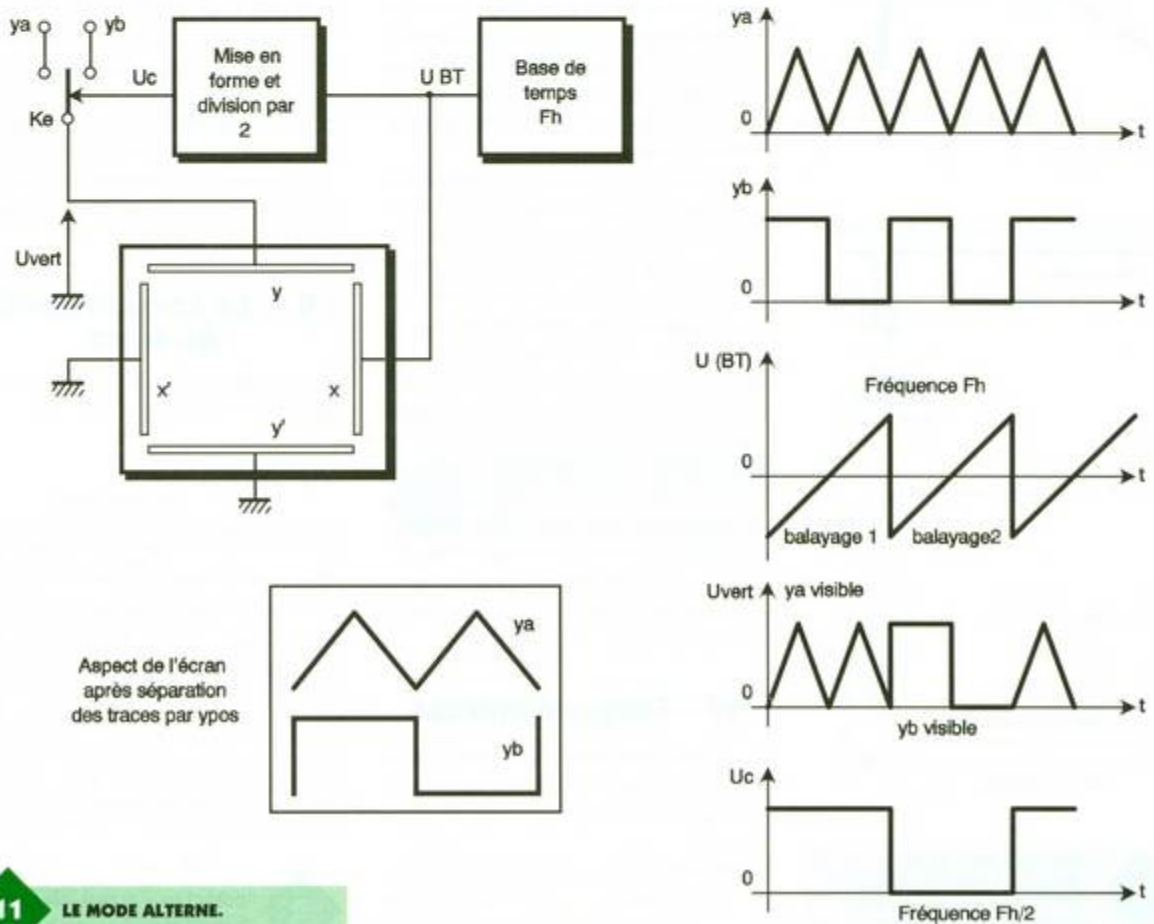 ya
yb
Mise en
forme et
division par
2
Uc
U BT
Base de
temps
Fh
Ke
Uvert
y
x'
x
y'
Aspect de l'écran
après séparation
des traces par ypos
ya
yb
ya
0
t
yb
0
t
U (BT)
Fréquence Fh
0
t
balayage 1
balayage2
Uvert
ya visible
0
t
yb visible
Uc
0
t
Fréquence Fh/2
11
LE MODE ALTERNE.